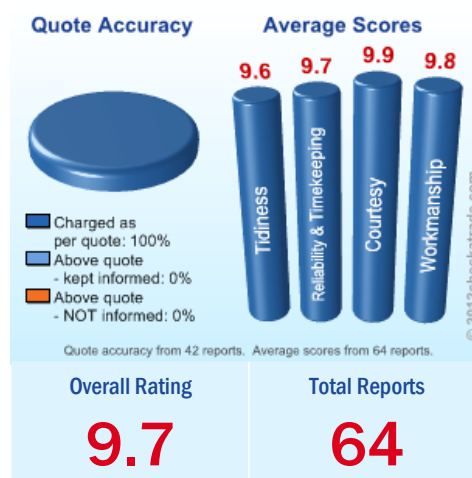 Quote Accuracy
Average Scores
9.6
9.7
9.9
9.8
Tidiness
Reliability & Timekeeping
Courtesy
Workmanship
Charged as
per quote: 100%
Above quote
- kept informed: 0%
Above quote
- NOT informed: 0%
© 2013checkatrade.com
Quote accuracy from 42 reports. Average scores from 64 reports.
Overall Rating
Total Reports
9.7
64